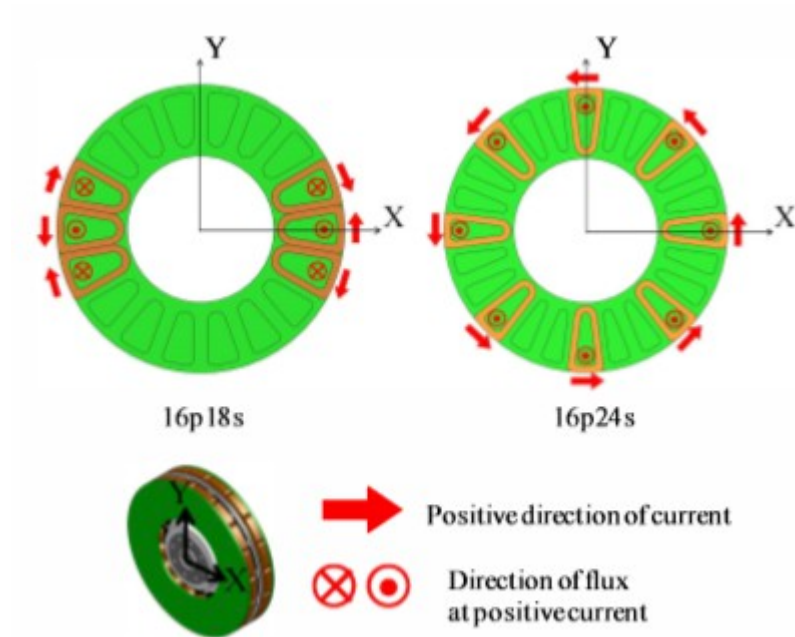 Y
Y
X
X
16p18s
16p24s
Y
X
Positive direction of current
Direction of flux
at positive current